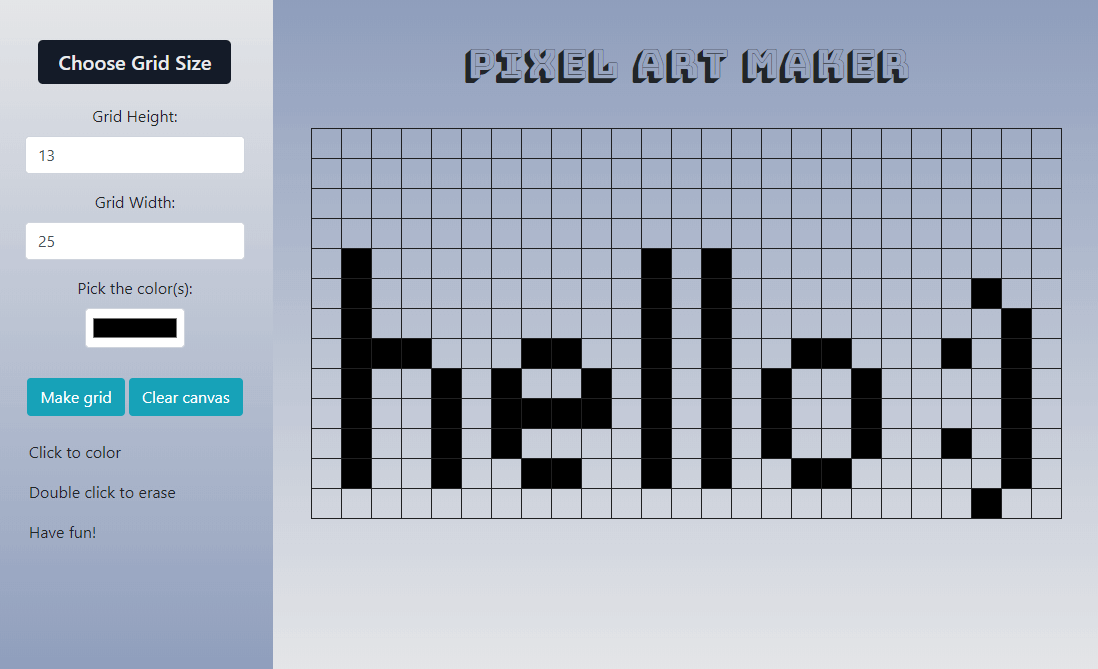 Choose Grid Size
Grid Height:
13
Grid Width:
25
Pick the color(s):
Make grid Clear canvas
Click to color
Double click to erase
Have fun!
PIXEL ART MAKER
hello :)